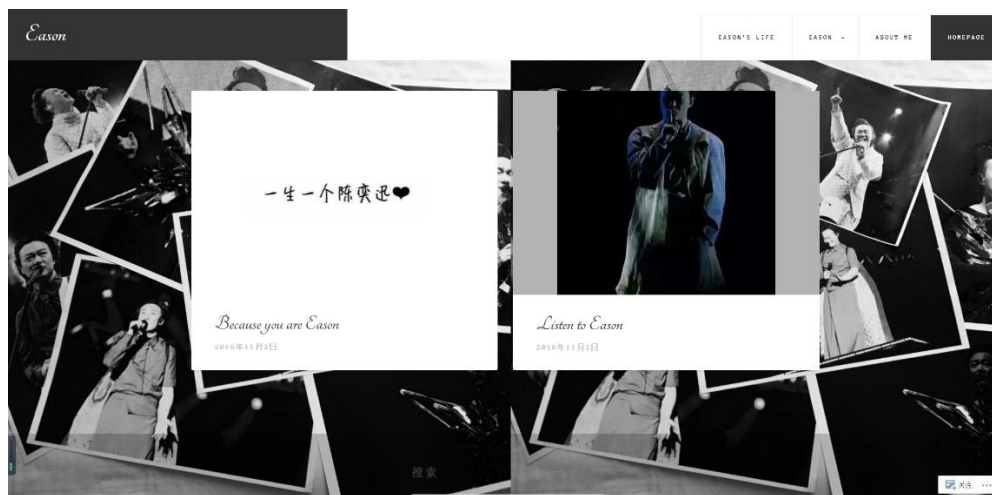 Eason
EASON'S LIFE
EASON
ABOUT ME
HOMEPAGE
一生一个陈奕迅❤
Because you are Eason
2016年11月2日
Listen to Eason
2016年11月2日
搜索
关注